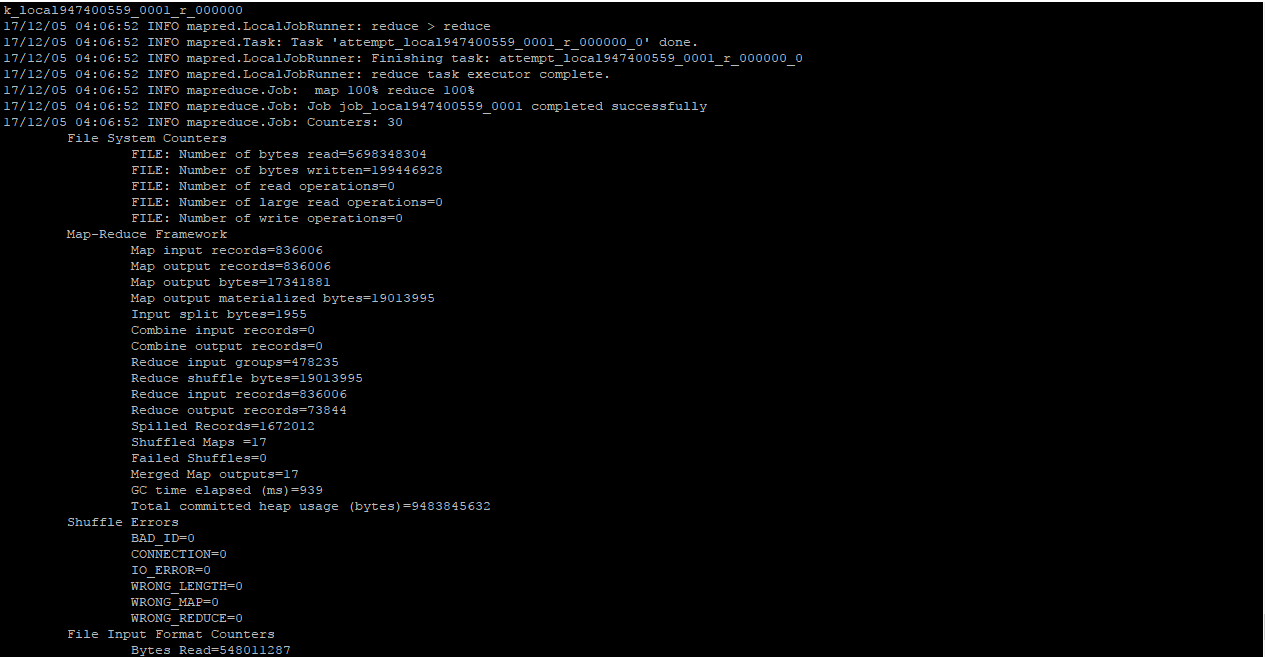 k_local947400559_0001_r_000000
17/12/05 04:06:52 INFO mapred.LocalJobRunner: reduce > reduce
17/12/05 04:06:52 INFO mapred.Task: Task 'attempt_local947400559_0001_r_000000_0' done.
17/12/05 04:06:52 INFO mapred.LocalJobRunner: Finishing task: attempt_local947400559_0001_r_000000_0
17/12/05 04:06:52 INFO mapred.LocalJobRunner: reduce task executor complete.
17/12/05 04:06:52 INFO mapreduce.Job:  map 100% reduce 100%
17/12/05 04:06:52 INFO mapreduce.Job: Job job_local947400559_0001 completed successfully
17/12/05 04:06:52 INFO mapreduce.Job: Counters: 30
File System Counters
FILE: Number of bytes read=5698348304
FILE: Number of bytes written=199446928
FILE: Number of read operations=0
FILE: Number of large read operations=0
FILE: Number of write operations=0
Map-Reduce Framework
Map input records=836006
Map output records=836006
Map output bytes=17341881
Map output materialized bytes=19013995
Input split bytes=1955
Combine input records=0
Combine output records=0
Reduce input groups=478235
Reduce shuffle bytes=19013995
Reduce input records=836006
Reduce output records=73844
Spilled Records=1672012
Shuffled Maps =17
Failed Shuffles=0
Merged Map outputs=17
GC time elapsed (ms)=939
Total committed heap usage (bytes)=9483845632
Shuffle Errors
BAD_ID=0
CONNECTION=0
IO_ERROR=0
WRONG_LENGTH=0
WRONG_MAP=0
WRONG_REDUCE=0
File Input Format Counters
Bytes Read=548011287